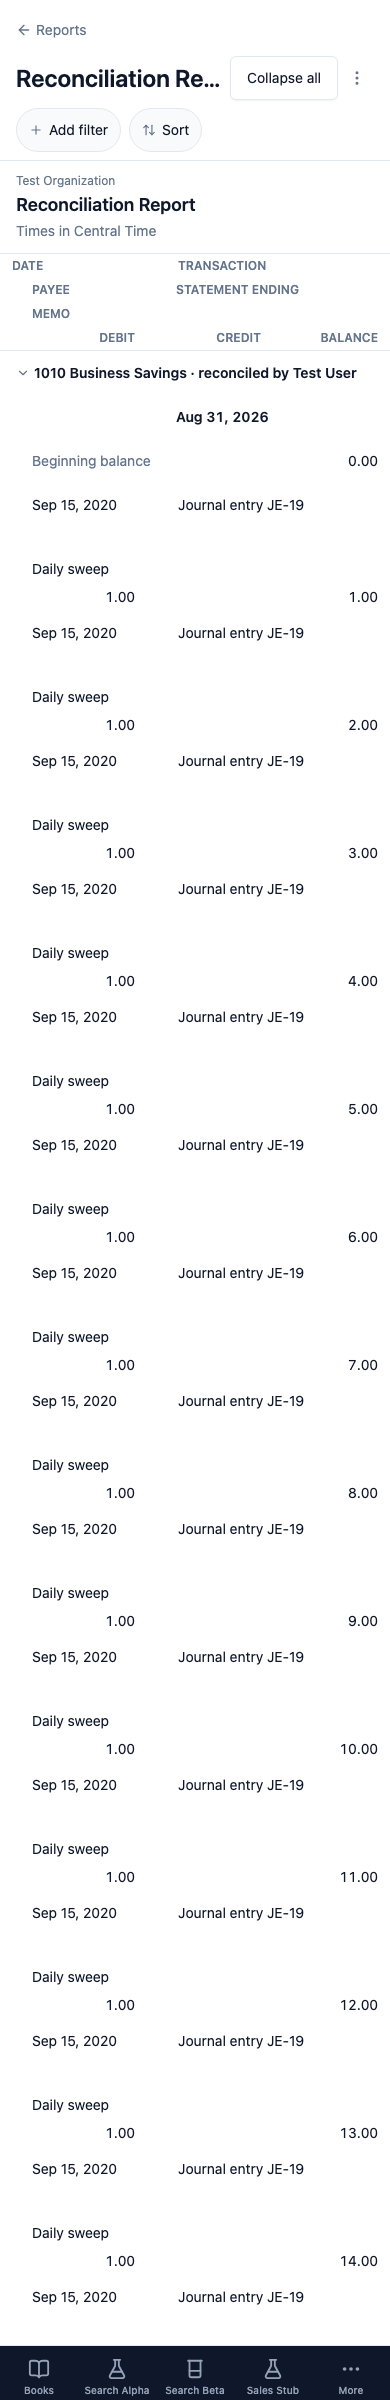 Reports
Reconciliation Re...
Collapse all
Add filter
Sort
Test Organization
Reconciliation Report
Times in Central Time
DATE TRANSACTION
PAYEE STATEMENT ENDING
MEMO
DEBIT CREDIT BALANCE
1010 Business Savings · reconciled by Test User
Aug 31, 2026
Beginning balance 0.00
Sep 15, 2020 Journal entry JE-19
Daily sweep
1.00 1.00
Sep 15, 2020 Journal entry JE-19
Daily sweep
1.00 2.00
Sep 15, 2020 Journal entry JE-19
Daily sweep
1.00 3.00
Sep 15, 2020 Journal entry JE-19
Daily sweep
1.00 4.00
Sep 15, 2020 Journal entry JE-19
Daily sweep
1.00 5.00
Sep 15, 2020 Journal entry JE-19
Daily sweep
1.00 6.00
Sep 15, 2020 Journal entry JE-19
Daily sweep
1.00 7.00
Sep 15, 2020 Journal entry JE-19
Daily sweep
1.00 8.00
Sep 15, 2020 Journal entry JE-19
Daily sweep
1.00 9.00
Sep 15, 2020 Journal entry JE-19
Daily sweep
1.00 10.00
Sep 15, 2020 Journal entry JE-19
Daily sweep
1.00 11.00
Sep 15, 2020 Journal entry JE-19
Daily sweep
1.00 12.00
Sep 15, 2020 Journal entry JE-19
Daily sweep
1.00 13.00
Sep 15, 2020 Journal entry JE-19
Daily sweep
1.00 14.00
Sep 15, 2020 Journal entry JE-19
Books Search Alpha Search Beta Sales Stub More